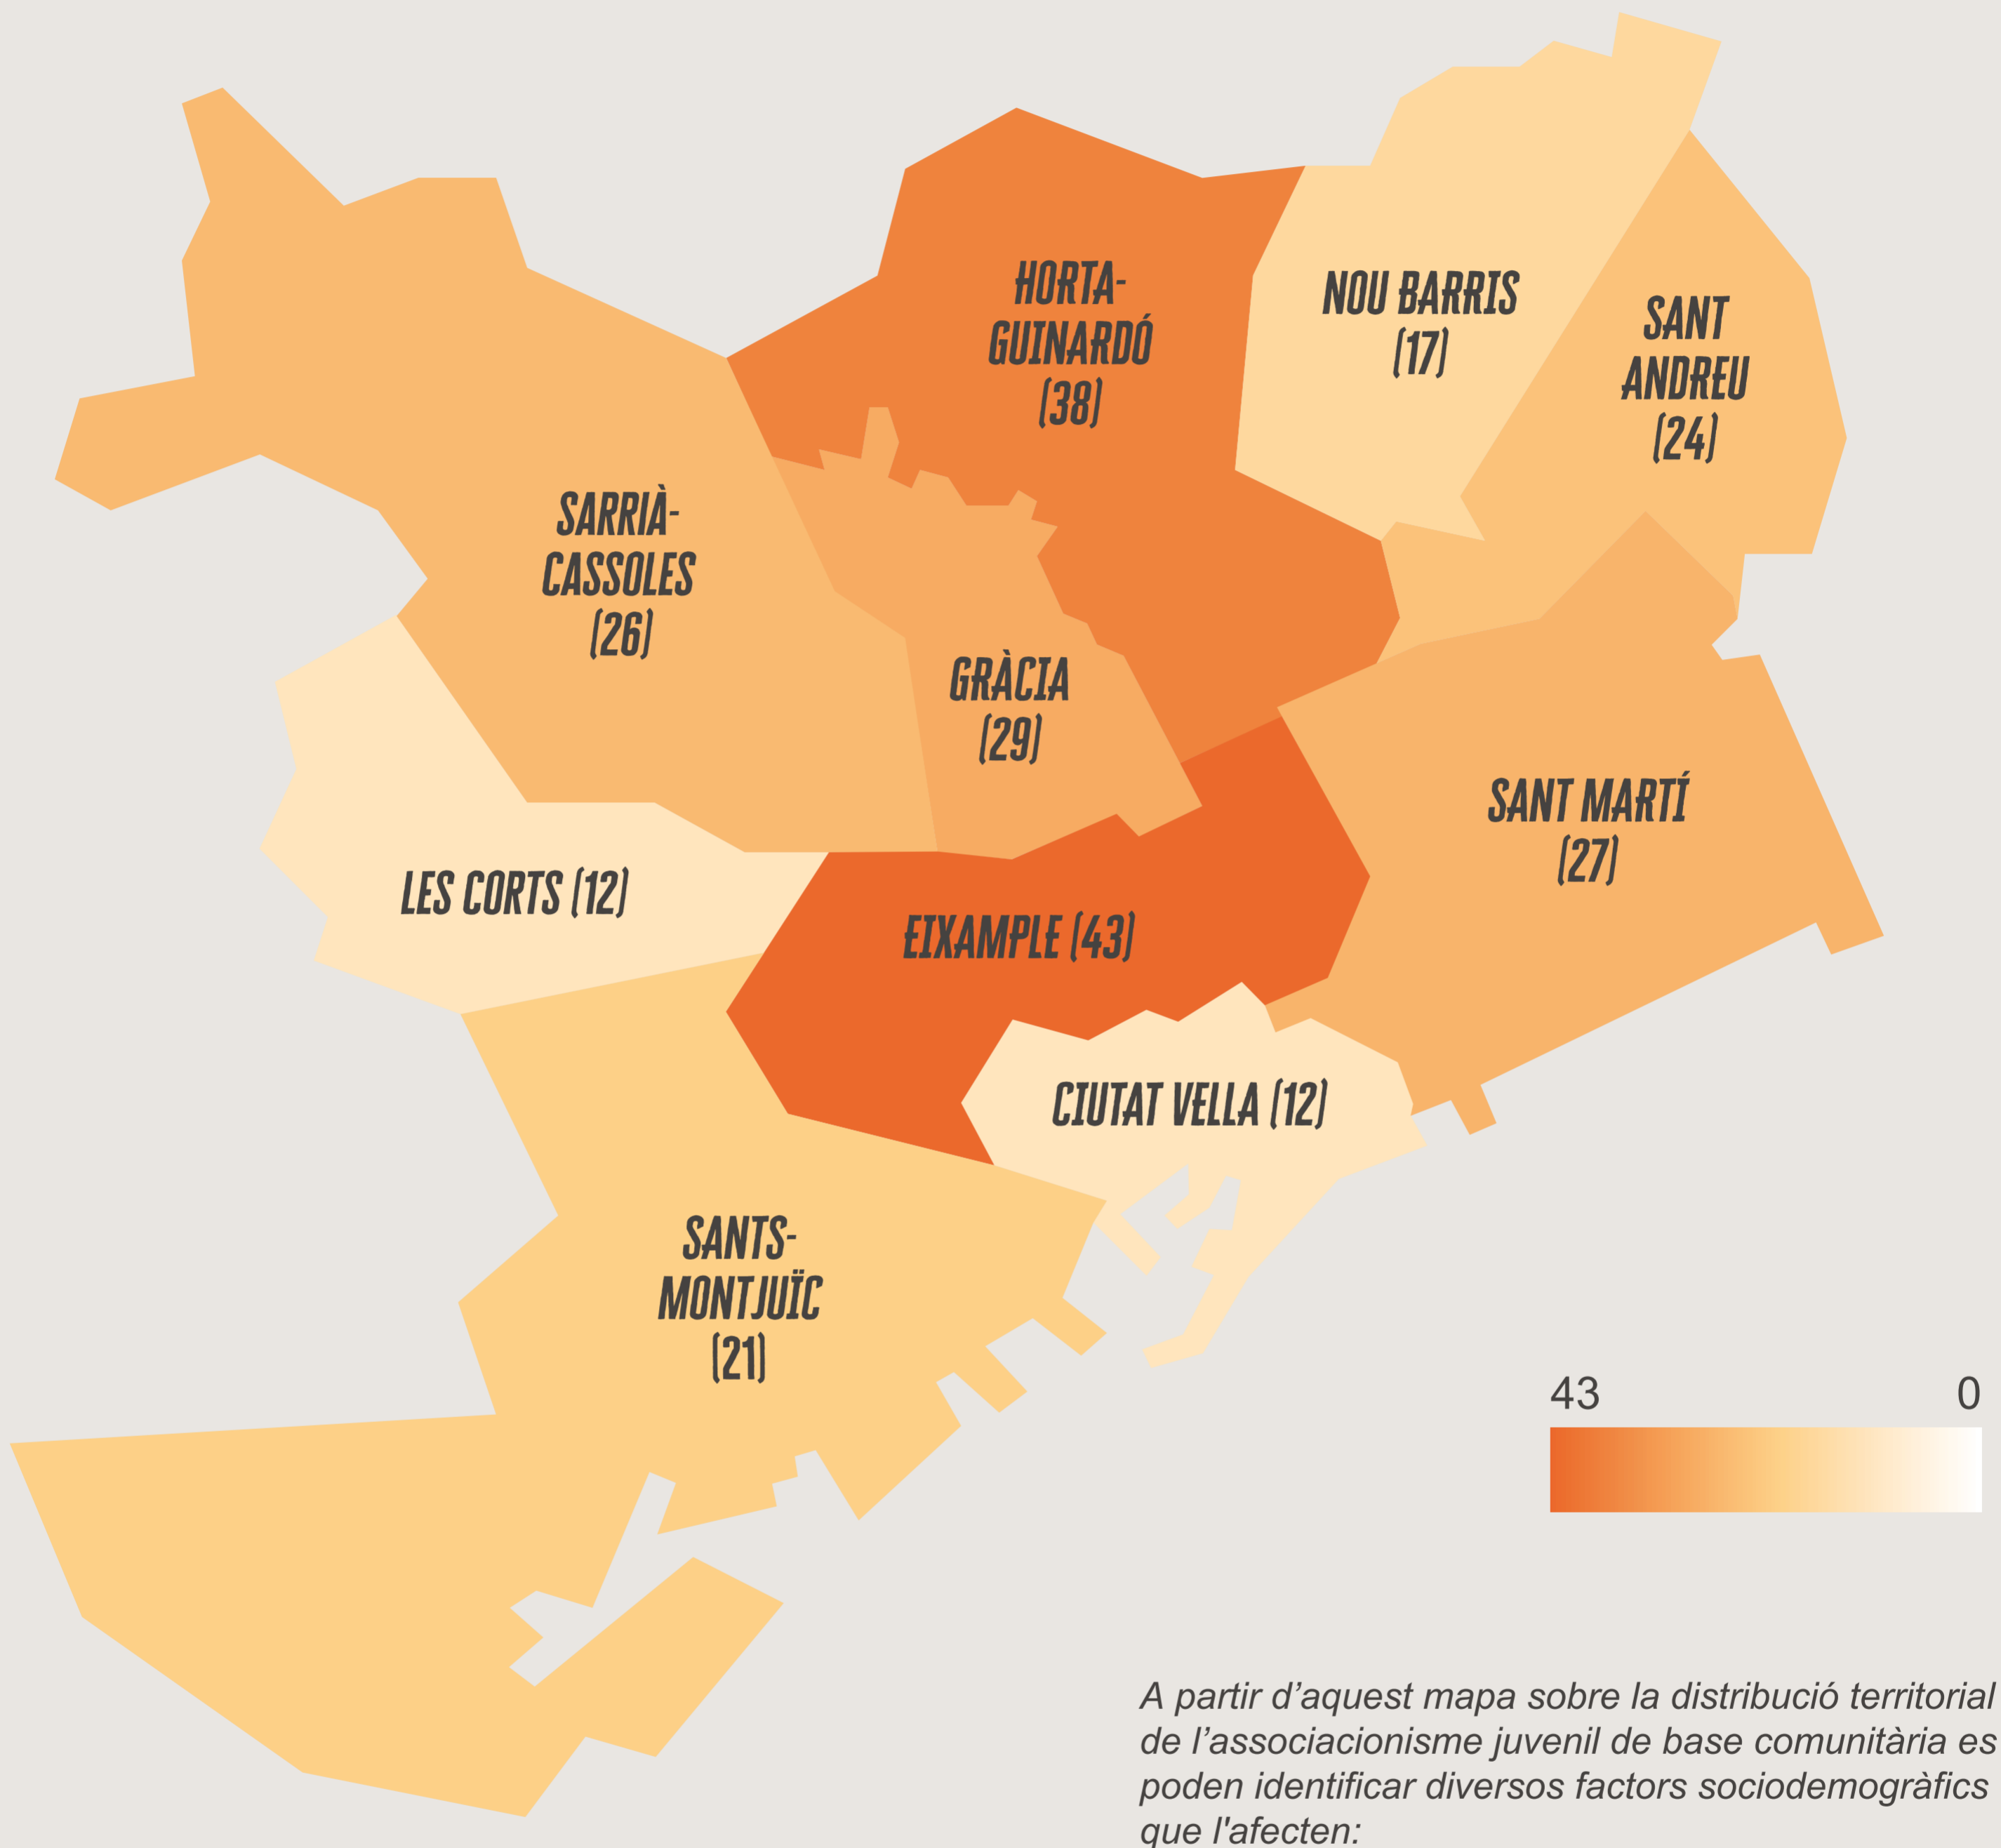 HORTA-
GUINARDÓ
(38)
NOU BARRIS
(17)
SANT
ANDREU
(24)
SARRIÀ-
CASSOLES
(26)
GRÀCIA
(29)
SANT MARTÍ
(27)
LES CORTS (12)
EIXAMPLE (43)
CIUTAT VELLA (12)
SANTS-
MONTJUÏC
(21)
43 0
A partir d’aquest mapa sobre la distribució territorial
de l’associacionisme juvenil de base comunitària es
poden identificar diversos factors sociodemogràfics
que l'afecten: